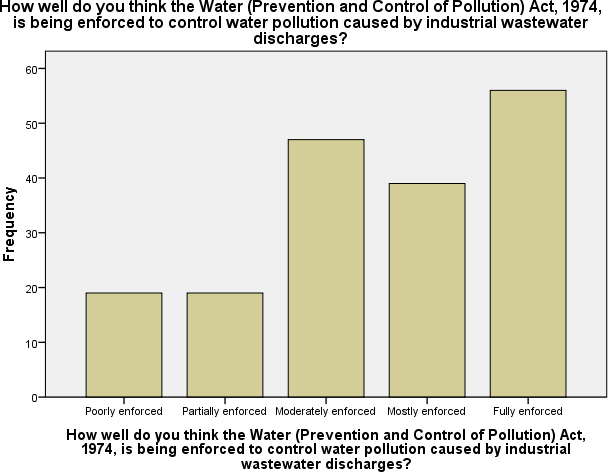 How well do you think the Water (Prevention and Control of Pollution) Act, 1974,
is being enforced to control water pollution caused by industrial wastewater
discharges?
60
50
40
30
20
10
0
Frequency
Poorly enforced
Partially enforced
Moderately enforced
Mostly enforced
Fully enforced
How well do you think the Water (Prevention and Control of Pollution) Act,
1974, is being enforced to control water pollution caused by industrial
wastewater discharges?